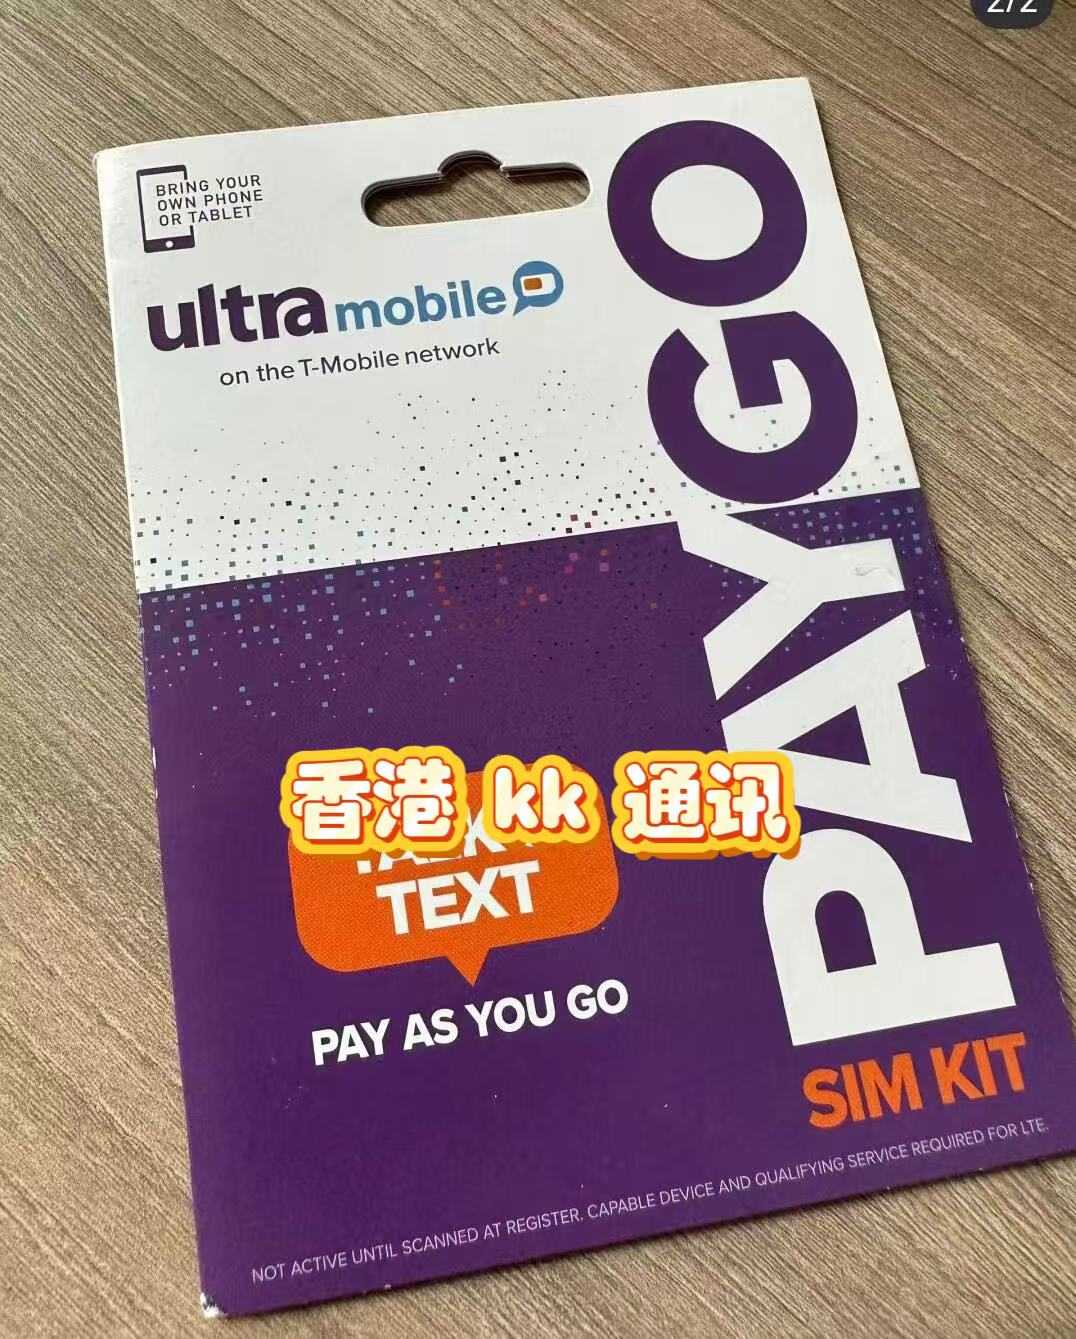 2/2
BRING YOUR
OWN PHONE
OR TABLET
ultra mobile
on the T-Mobile network
PAYGO
香港 kk 通讯
TEXT
PAY AS YOU GO
SIM KIT
NOT ACTIVE UNTIL SCANNED AT REGISTER. CAPABLE DEVICE AND QUALIFYING SERVICE REQUIRED FOR LTE.